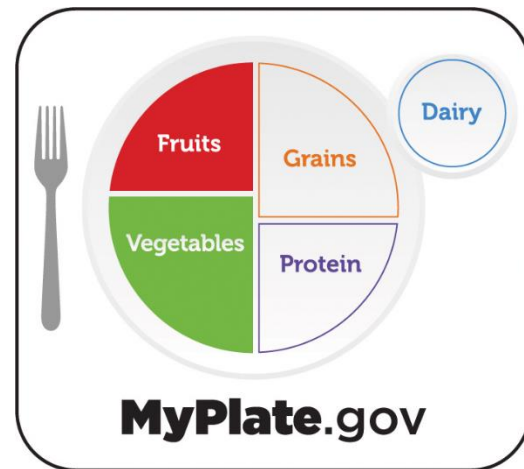 Fruits
Grains
Dairy
Vegetables
Protein
MyPlate.gov